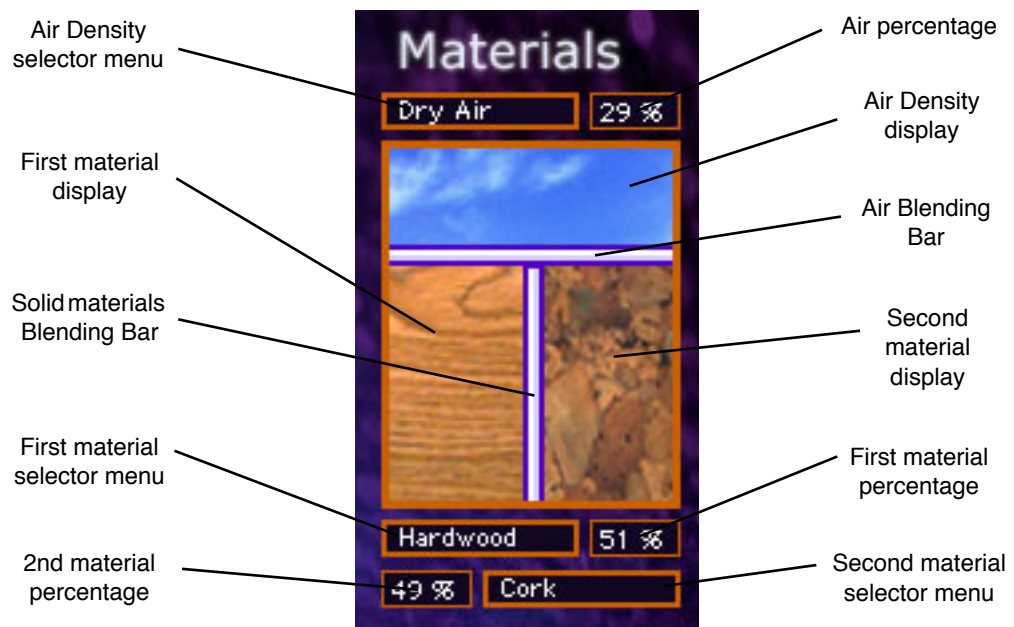 Air Density
selector menu
First material
display
Solid materials
Blending Bar
First material
selector menu
2nd material
percentage
Materials
Dry Air
29 %
Hardwood
51 %
49 %
Cork
Air percentage
Air Density
display
Air Blending
Bar
Second
material
display
First material
percentage
Second material
selector menu